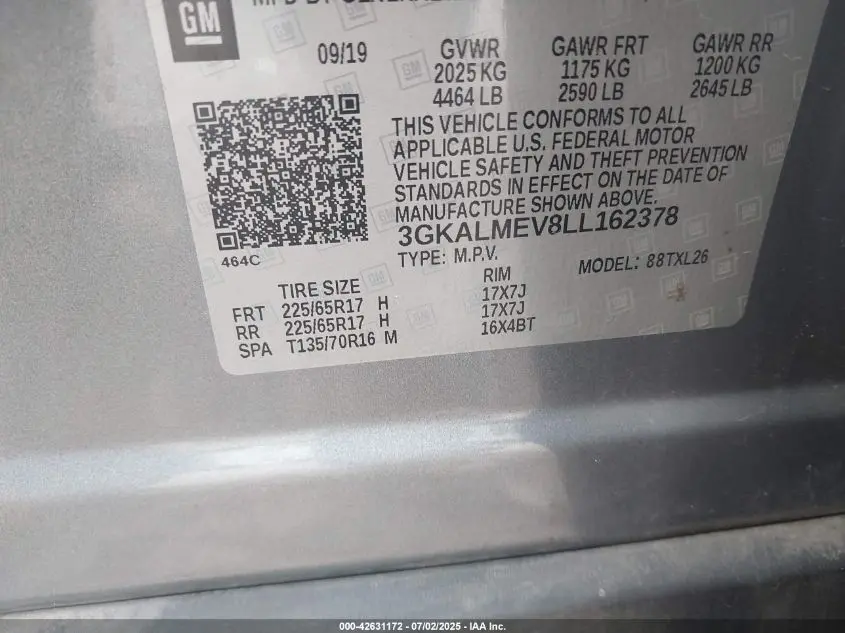 GM
MFD BY GENERAL
09/19
GVWR GAWR FRT GAWR RR
2025 KG 1175 KG 1200 KG
4464 LB 2590 LB 2645 LB
THIS VEHICLE CONFORMS TO ALL
APPLICABLE U.S. FEDERAL MOTOR
VEHICLE SAFETY AND THEFT PREVENTION
STANDARDS IN EFFECT ON THE DATE OF
MANUFACTURE SHOWN ABOVE.
3GKALMEV8LL162378
464C
TYPE: M.P.V. MODEL: 88TXL26
TIRE SIZE RIM
FRT 225/65R17 H 17X7J
RR 225/65R17 H 17X7J
SPA T135/70R16 M 16X4BT
000-42631172 - 07/02/2025 - IAA Inc.